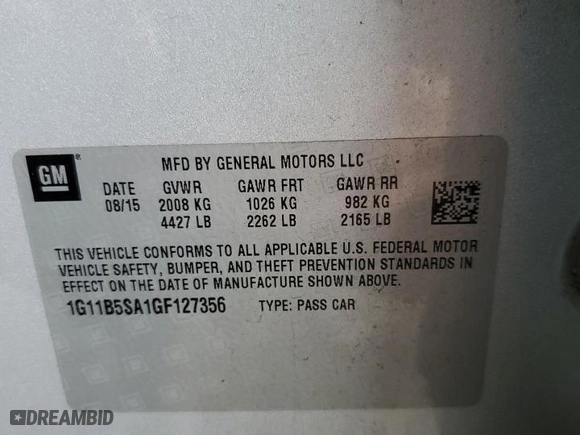 GM ®
MFD BY GENERAL MOTORS LLC
DATE GVWR GAWR FRT GAWR RR
08/15 2008 KG 1026 KG 982 KG
4427 LB 2262 LB 2165 LB
THIS VEHICLE CONFORMS TO ALL APPLICABLE U.S. FEDERAL MOTOR
VEHICLE SAFETY, BUMPER, AND THEFT PREVENTION STANDARDS IN
EFFECT ON THE DATE OF MANUFACTURE SHOWN ABOVE.
1G11B5SA1GF127356 TYPE: PASS CAR
DREAMBID